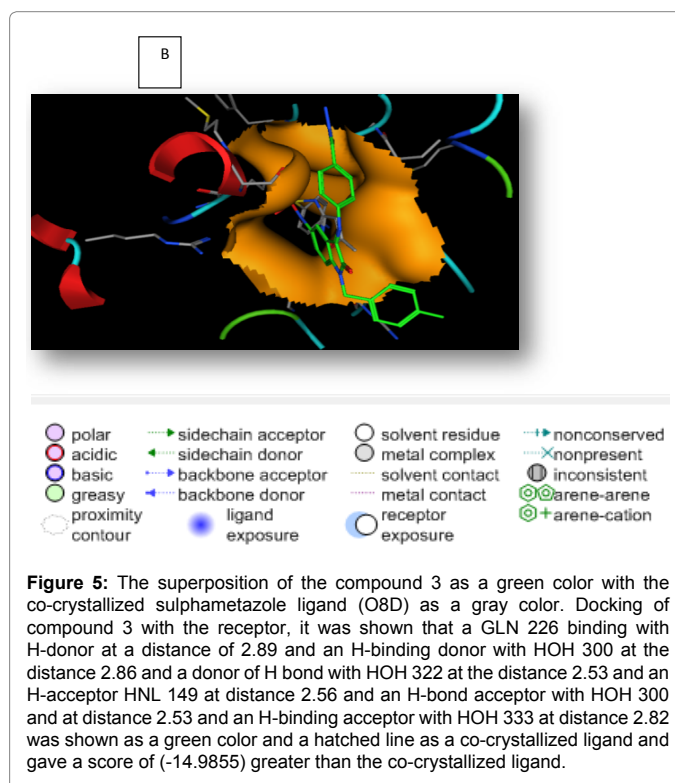 B
polar
sidechain acceptor
solvent residue
nonconserved
acidic
sidechain donor
metal complex
nonpresent
basic
backbone acceptor
solvent contact
inconsistent
greasy
backbone donor
metal contact
arene-arene
proximity
contour
ligand
exposure
receptor
exposure
arene-cation
Figure 5: The superposition of the compound 3 as a green color with the
co-crystallized sulphametazole ligand (O8D) as a gray color. Docking of
compound 3 with the receptor, it was shown that a GLN 226 binding with
H-donor at a distance of 2.89 and an H-binding donor with HOH 300 at the
distance 2.86 and a donor of H bond with HOH 322 at the distance 2.53 and an
H-acceptor HNL 149 at distance 2.56 and an H-bond acceptor with HOH 300
and at distance 2.53 and an H-binding acceptor with HOH 333 at distance 2.82
was shown as a green color and a hatched line as a co-crystallized ligand and
gave a score of (-14.9855) greater than the co-crystallized ligand.